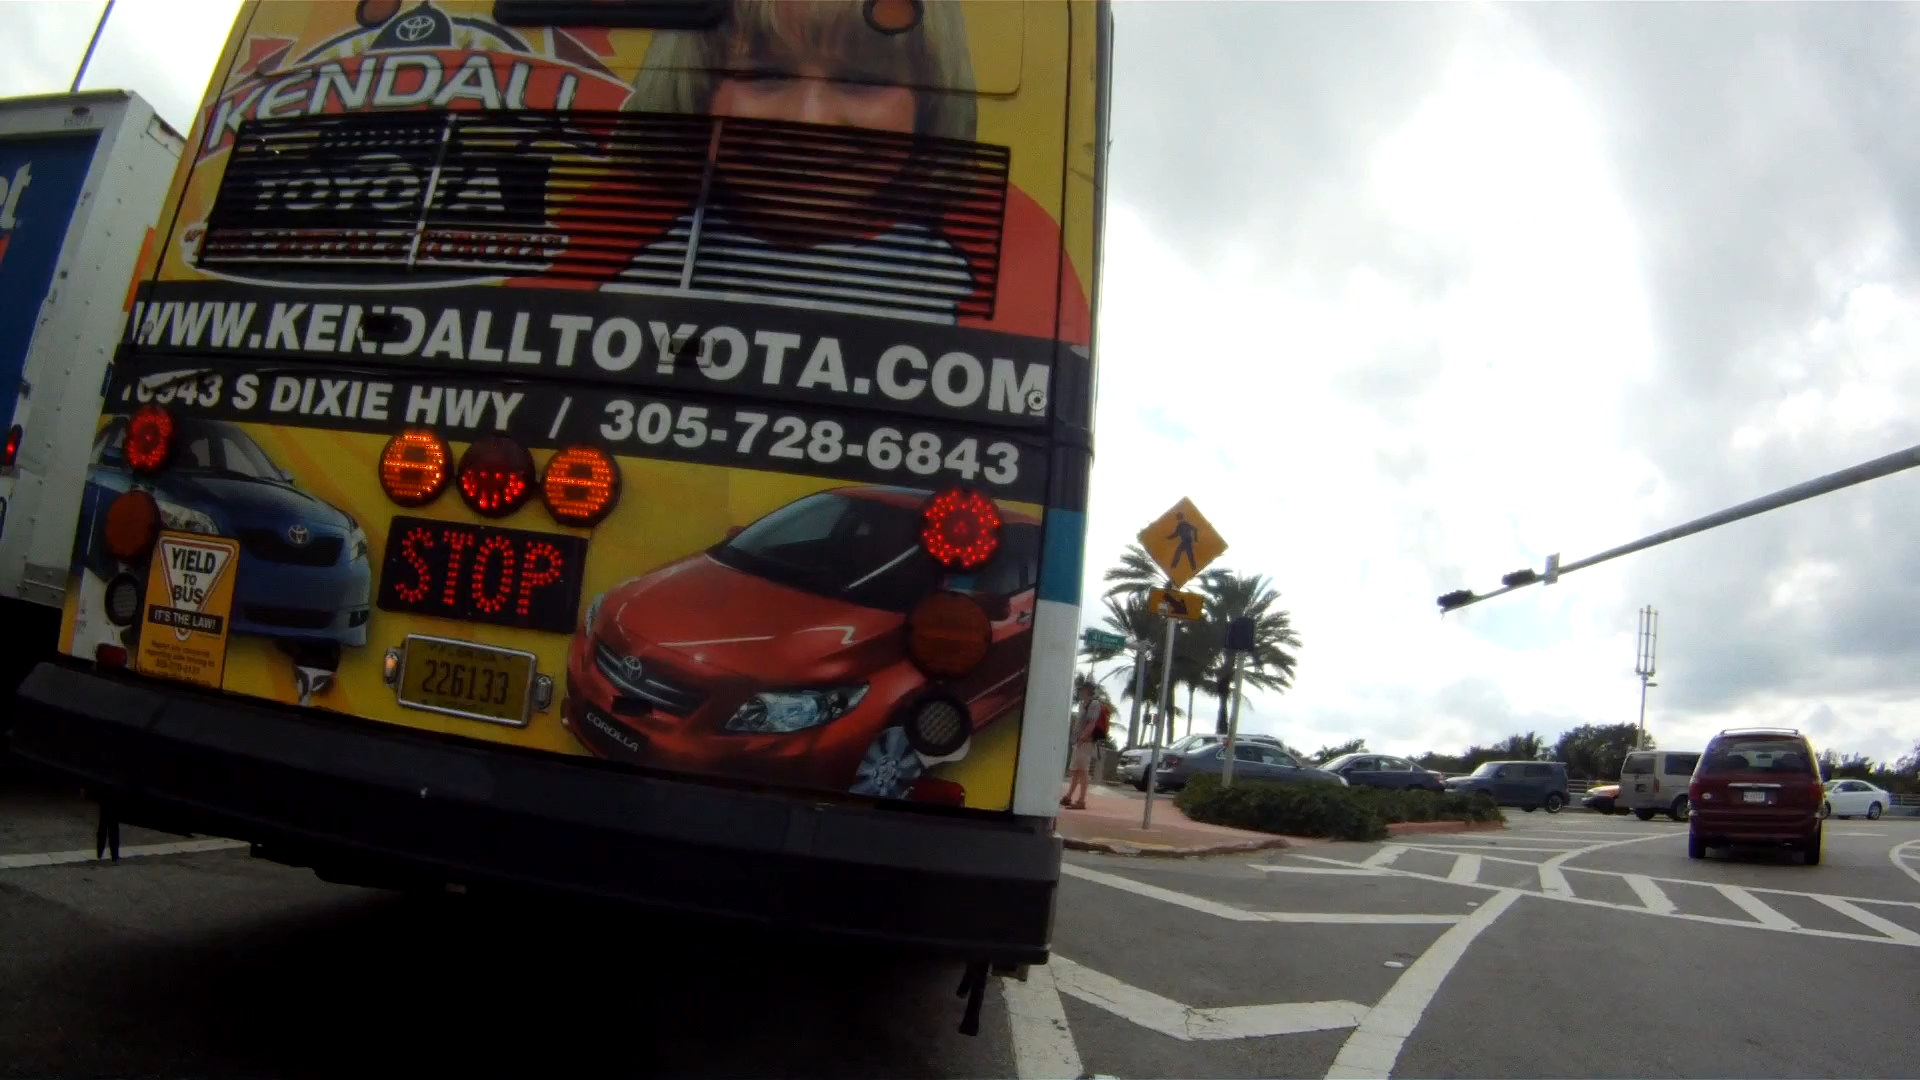 KENDALL
TOYOTA
WWW.KENDALLTOYOTA.COM
S DIXIE HWY / 305-728-6843
STOP
YIELD
TO
BUS
IT'S THE LAW!
226133
COROLLA